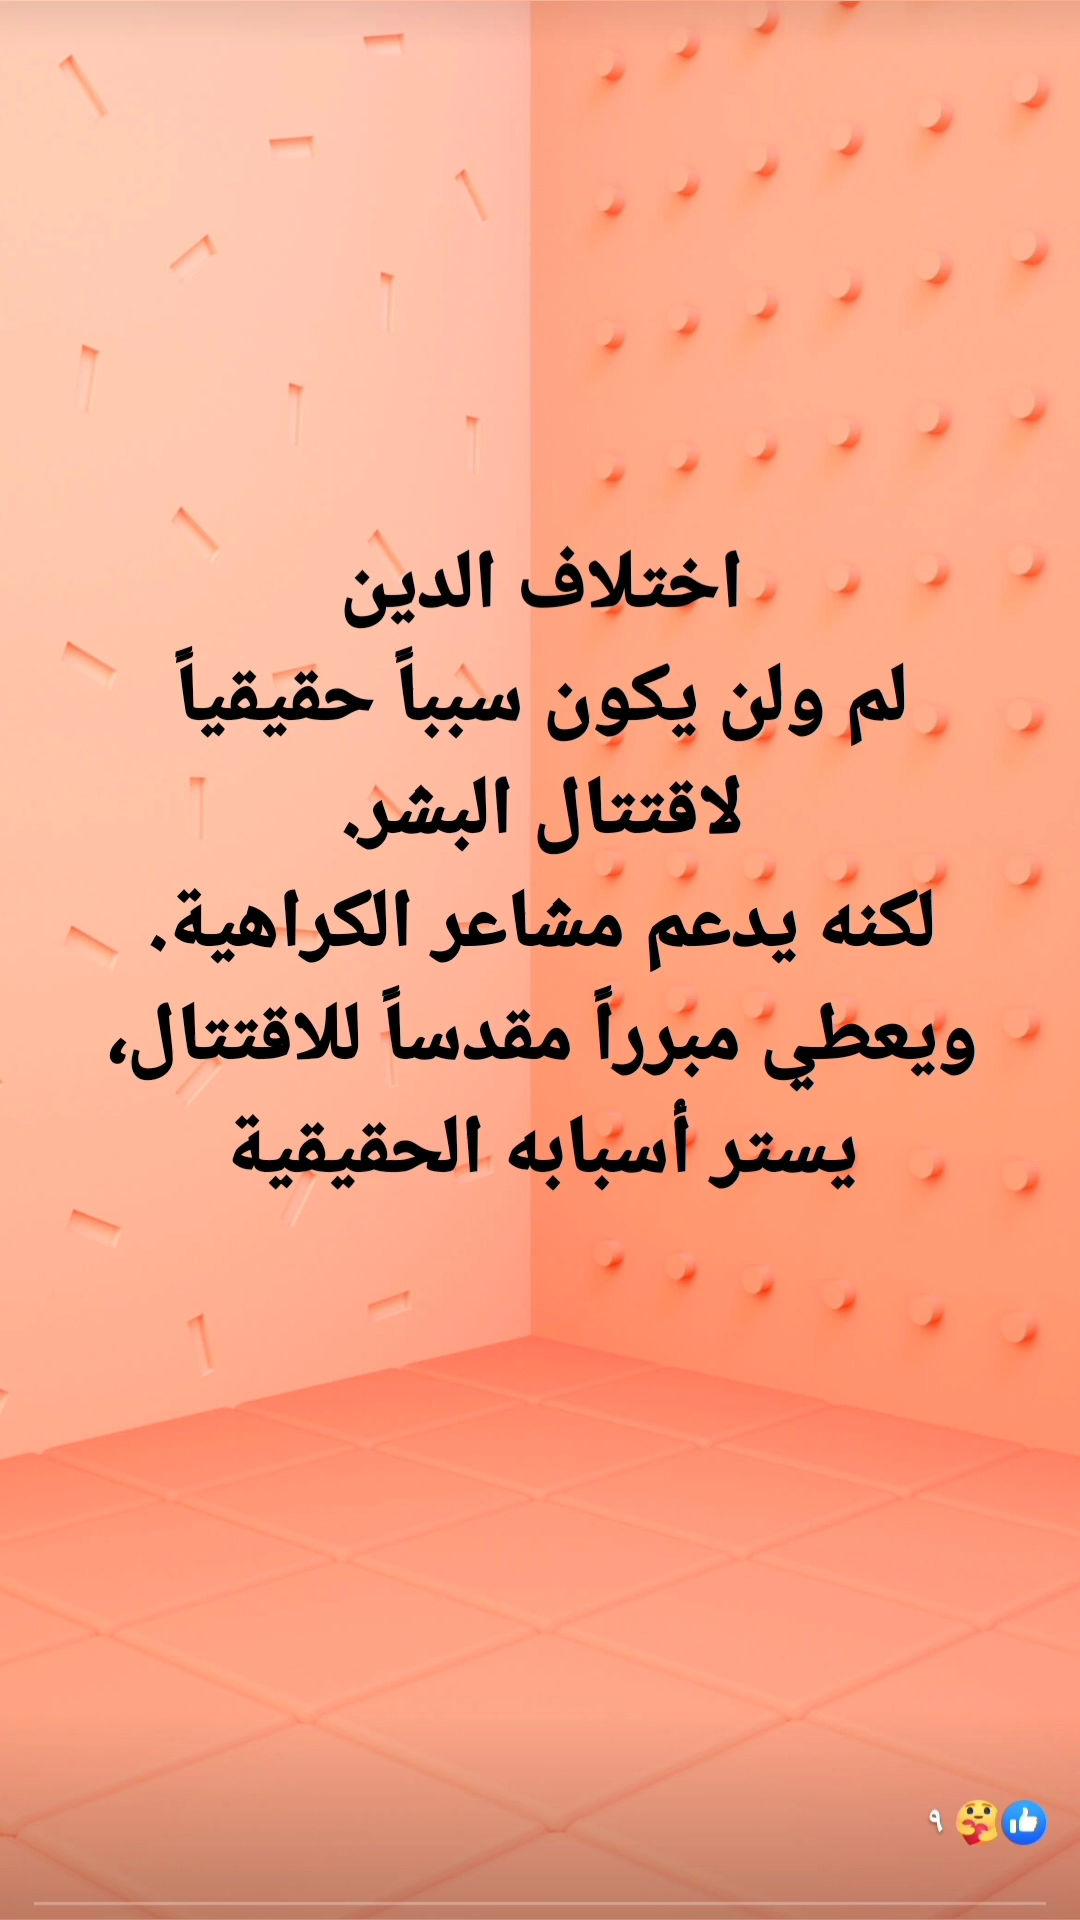 اختلاف الدين
لم ولن يكون سبباً حقيقياً
لاقتتال البشر.
لكنه يدعم مشاعر الكراهية.
ويعطي مبرراً مقدساً للاقتتال،
يستر أسبابه الحقيقية
٩